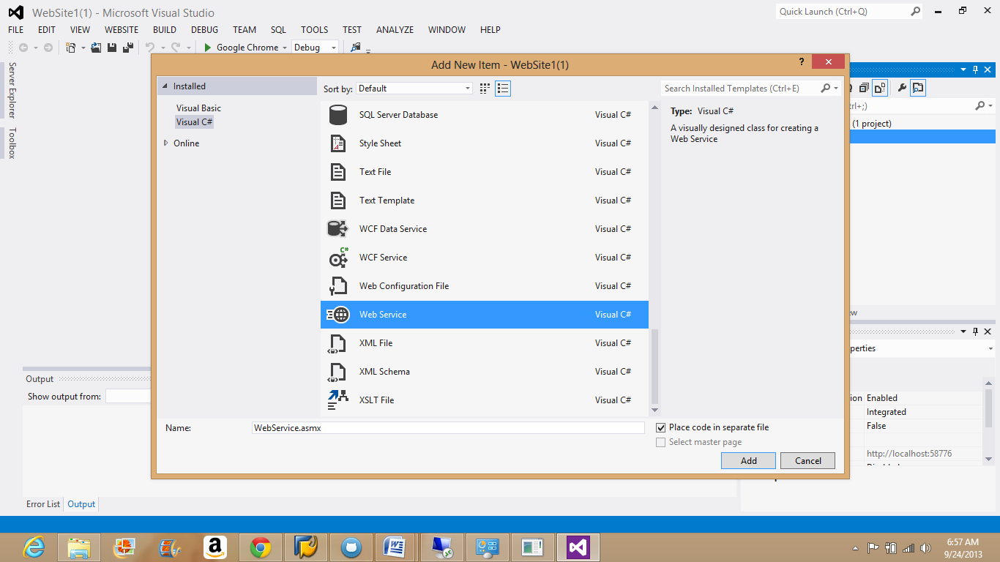 WebSite1(1) - Microsoft Visual Studio
Quick Launch (Ctrl+Q)
FILE EDIT VIEW WEBSITE BUILD DEBUG TEAM SQL TOOLS TEST ANALYZE WINDOW HELP
Google Chrome Debug
Server Explorer
Toolbox
Add New Item - WebSite1(1)
?
Installed
Visual Basic
Visual C#
Online
Sort by: Default
Search Installed Templates (Ctrl+E)
SQL Server Database Visual C#
Style Sheet Visual C#
Text File Visual C#
Text Template Visual C#
WCF Data Service Visual C#
C#
WCF Service Visual C#
Web Configuration File Visual C#
Web Service Visual C#
XML File Visual C#
XML Schema Visual C#
XSLT File Visual C#
Type: Visual C#
A visually designed class for creating a
Web Service
Name: WebService.asmx
Place code in separate file
Select master page
Add Cancel
trl+;)
(1 project)
ew
perties
ion Enabled
Integrated
False
http://localhost:58776
Output
Show output from:
Error List Output
6:57 AM
9/24/2013